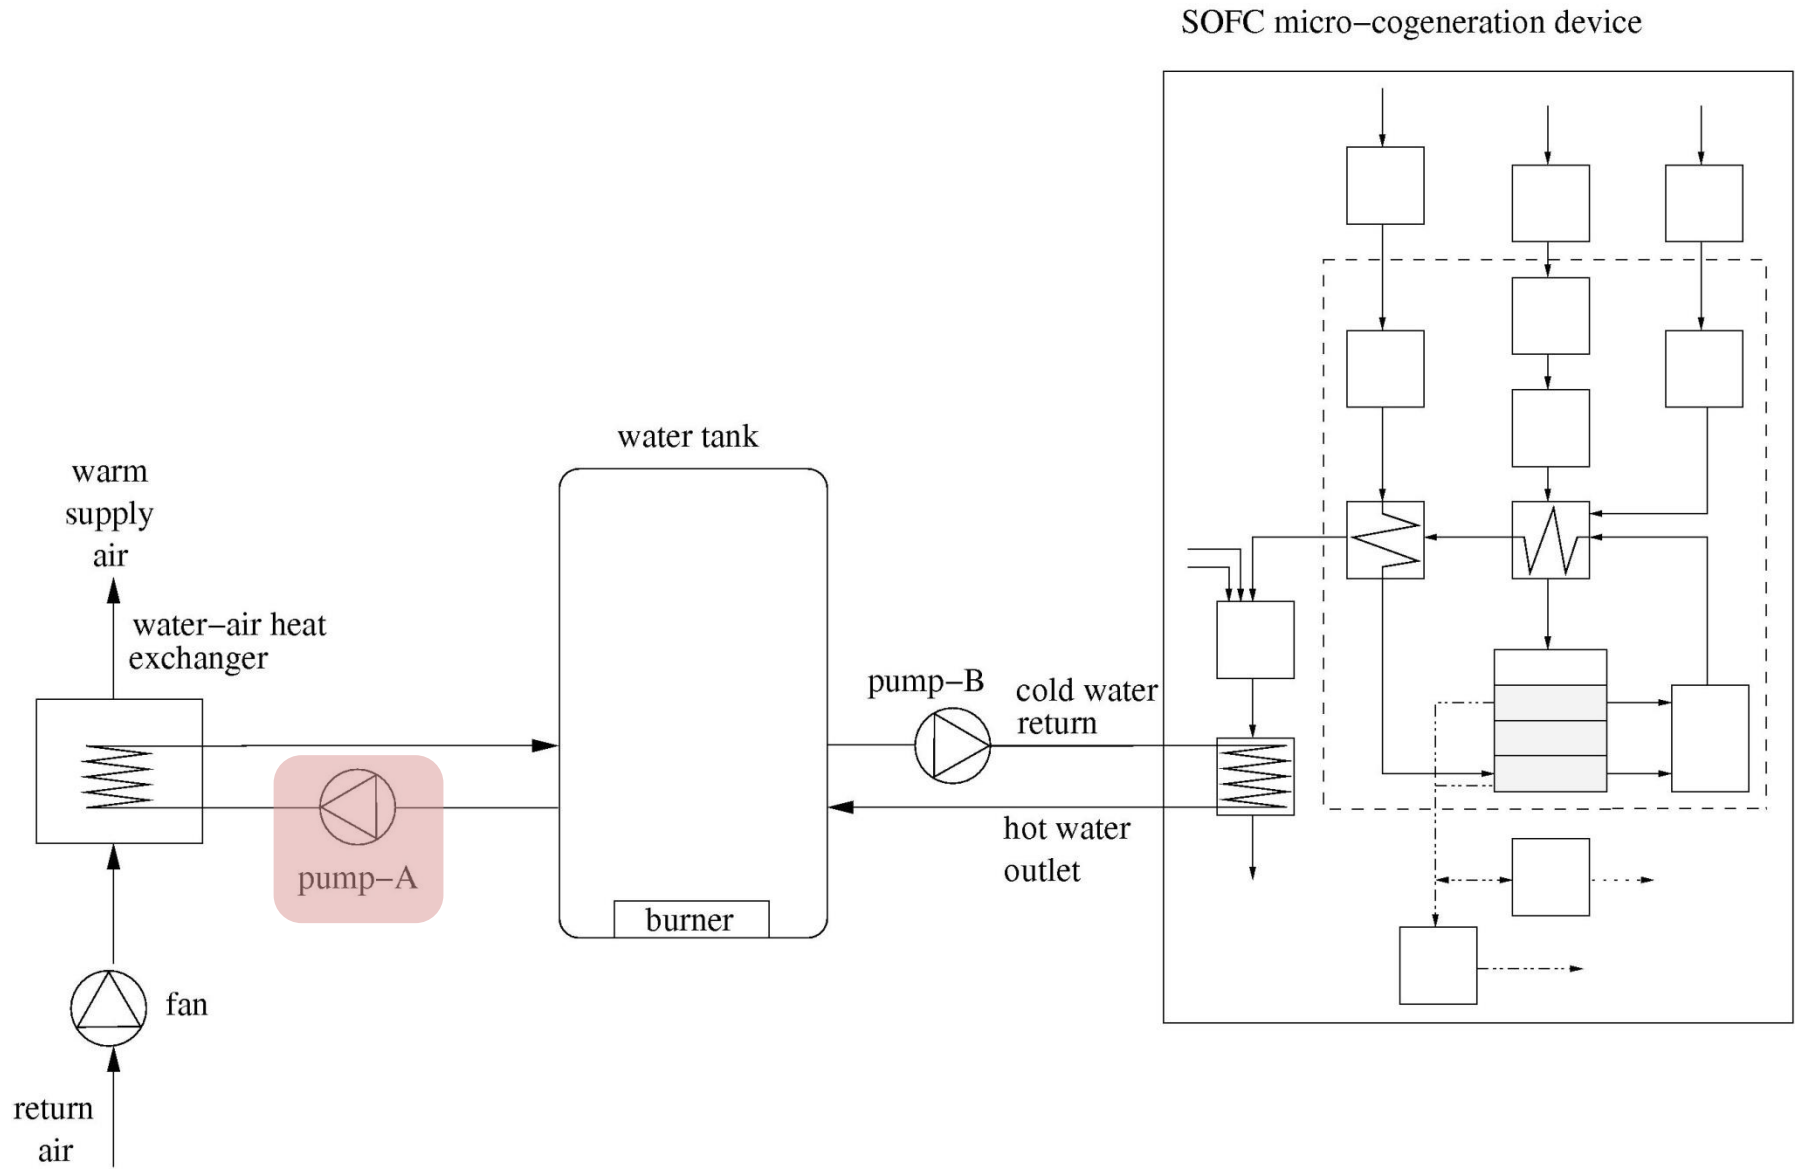 SOFC micro−cogeneration device
water tank
warm
supply
air
water−air heat
exchanger
pump−B
cold water
return
pump−A
hot water
outlet
burner
fan
return
air